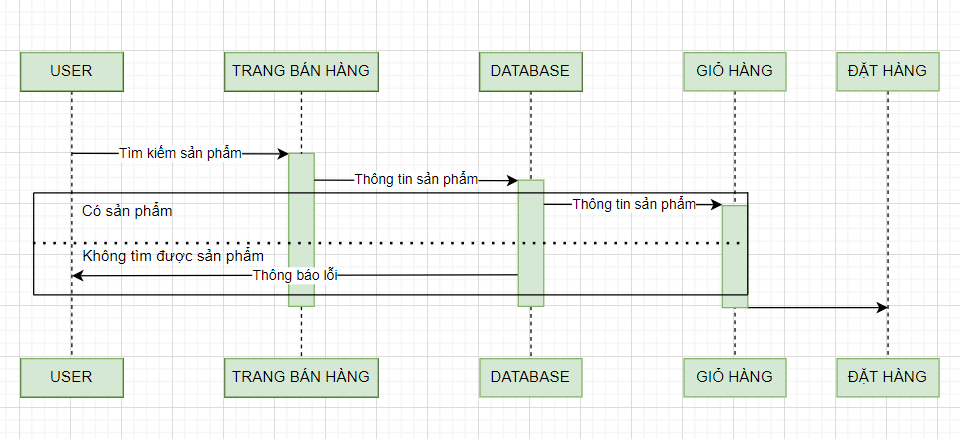 USER
TRANG BÁN HÀNG
DATABASE
GIỎ HÀNG
ĐẶT HÀNG
Tìm kiếm sản phẩm
Thông tin sản phẩm
Thông tin sản phẩm
Có sản phẩm
Không tìm được sản phẩm
Thông báo lỗi
USER
TRANG BÁN HÀNG
DATABASE
GIỎ HÀNG
ĐẶT HÀNG